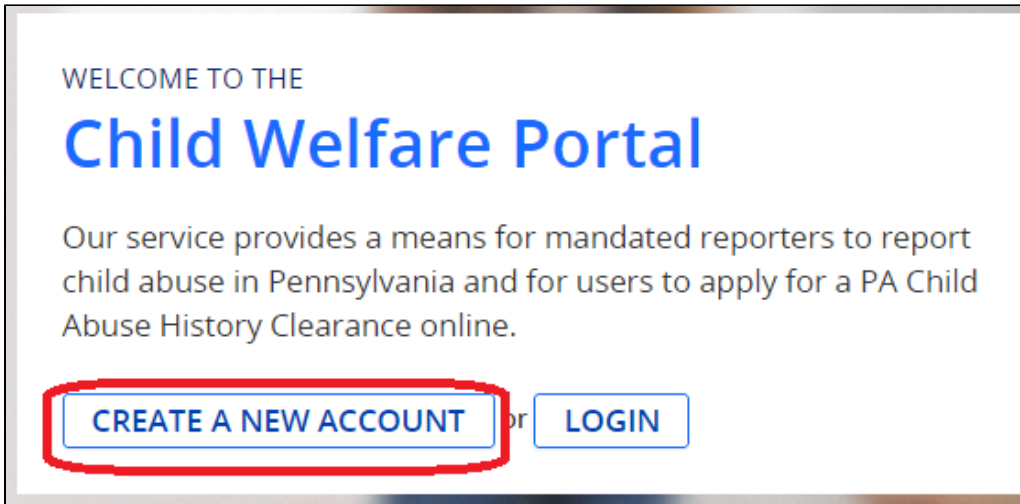 WELCOME TO THE
Child Welfare Portal
Our service provides a means for mandated reporters to report
child abuse in Pennsylvania and for users to apply for a PA Child
Abuse History Clearance online.
CREATE A NEW ACCOUNT or LOGIN